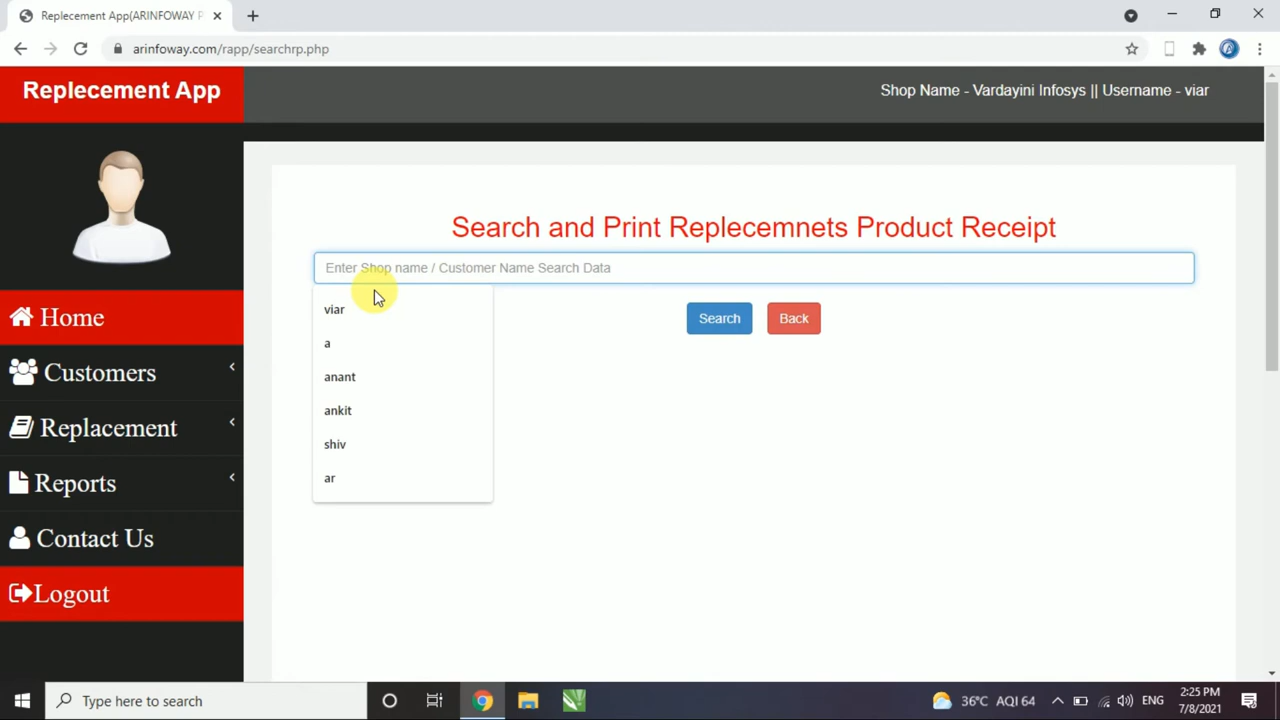 Replecement App(ARINFOWAY P
arinfoway.com/rapp/searchrp.php
Replecement App
Shop Name - Vardayini Infosys || Username - viar
Search and Print Replecemnets Product Receipt
Enter Shop name / Customer Name Search Data
viar
a
anant
ankit
shiv
ar
Search
Back
Home
Customers
Replacement
Reports
Contact Us
Logout
Type here to search
36°C AQI 64
ENG
2:25 PM
7/8/2021